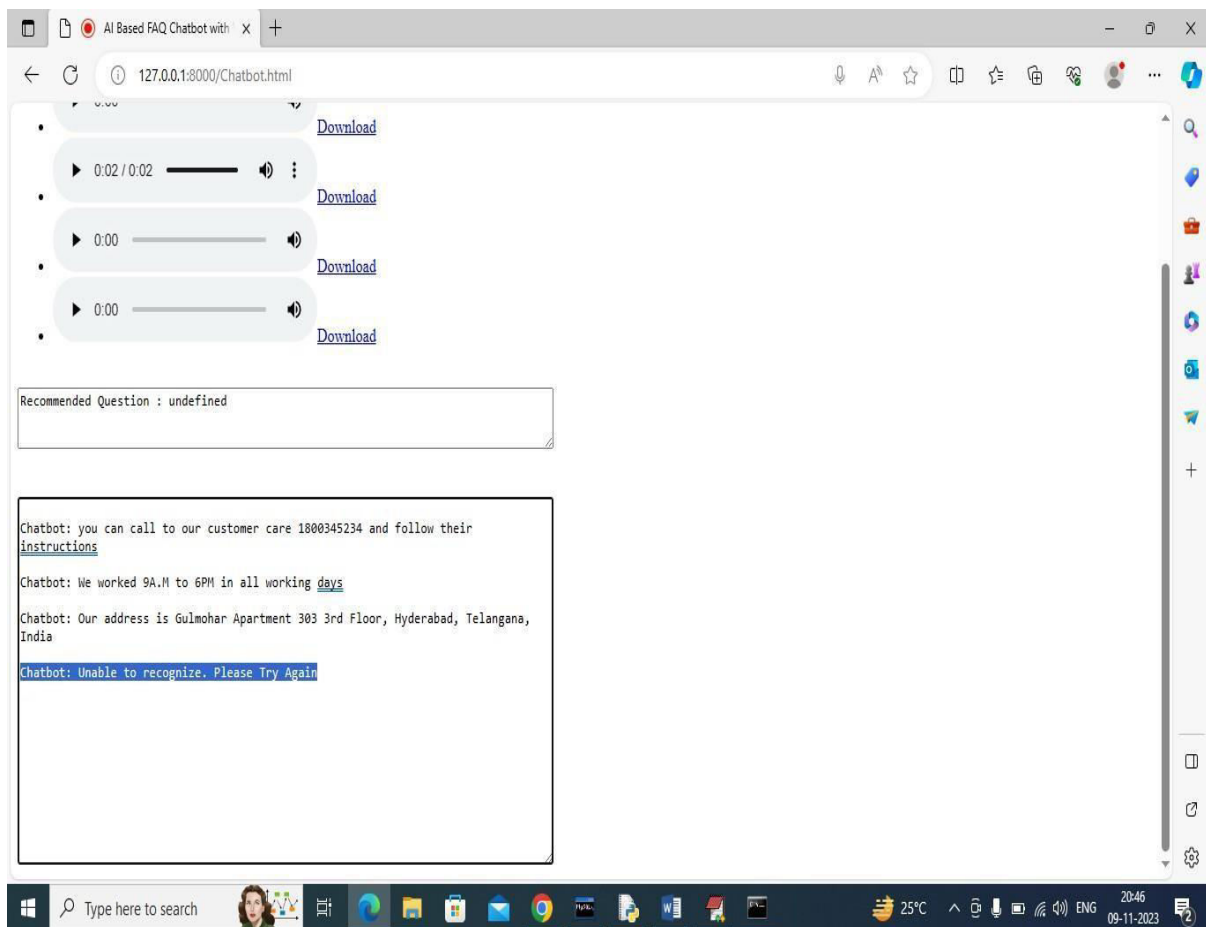 AI Based FAQ Chatbot with
127.0.0.1:8000/Chatbot.html
Download
0:02 / 0:02
Download
0:00
Download
0:00
Download
Recommended Question : undefined
Chatbot: you can call to our customer care 1800345234 and follow their
instructions
Chatbot: We worked 9A.M to 6PM in all working days
Chatbot: Our address is Gulmohar Apartment 303 3rd Floor, Hyderabad, Telangana,
India
Chatbot: Unable to recognize. Please Try Again
Type here to search
25°C
ENG
20:46
09-11-2023
2